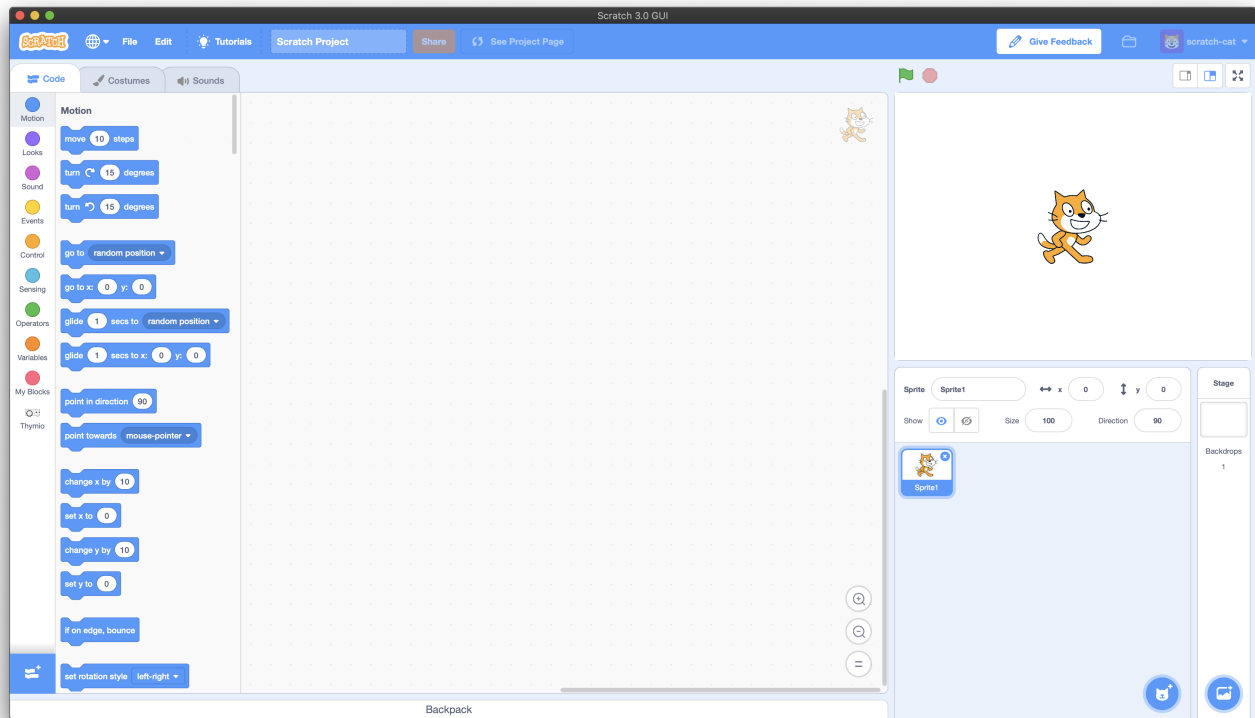 Scratch 3.0 GUI
SCRATCH
File Edit Tutorials Scratch Project Share See Project Page Give Feedback scratch-cat
Code Costumes Sounds
Motion
Looks
Sound
Events
Control
Sensing
Operators
Variables
My Blocks
Thymio
Motion
move 10 steps
turn 15 degrees
turn 15 degrees
go to random position
go to x: 0 y: 0
glide 1 secs to random position
glide 1 secs to x: 0 y: 0
point in direction 90
point towards mouse-pointer
change x by 10
set x to 0
change y by 10
set y to 0
if on edge, bounce
set rotation style left-right
Backpack
Sprite Sprite1 x 0 y 0
Show Size 100 Direction 90
Sprite1
Stage
Backdrops
1